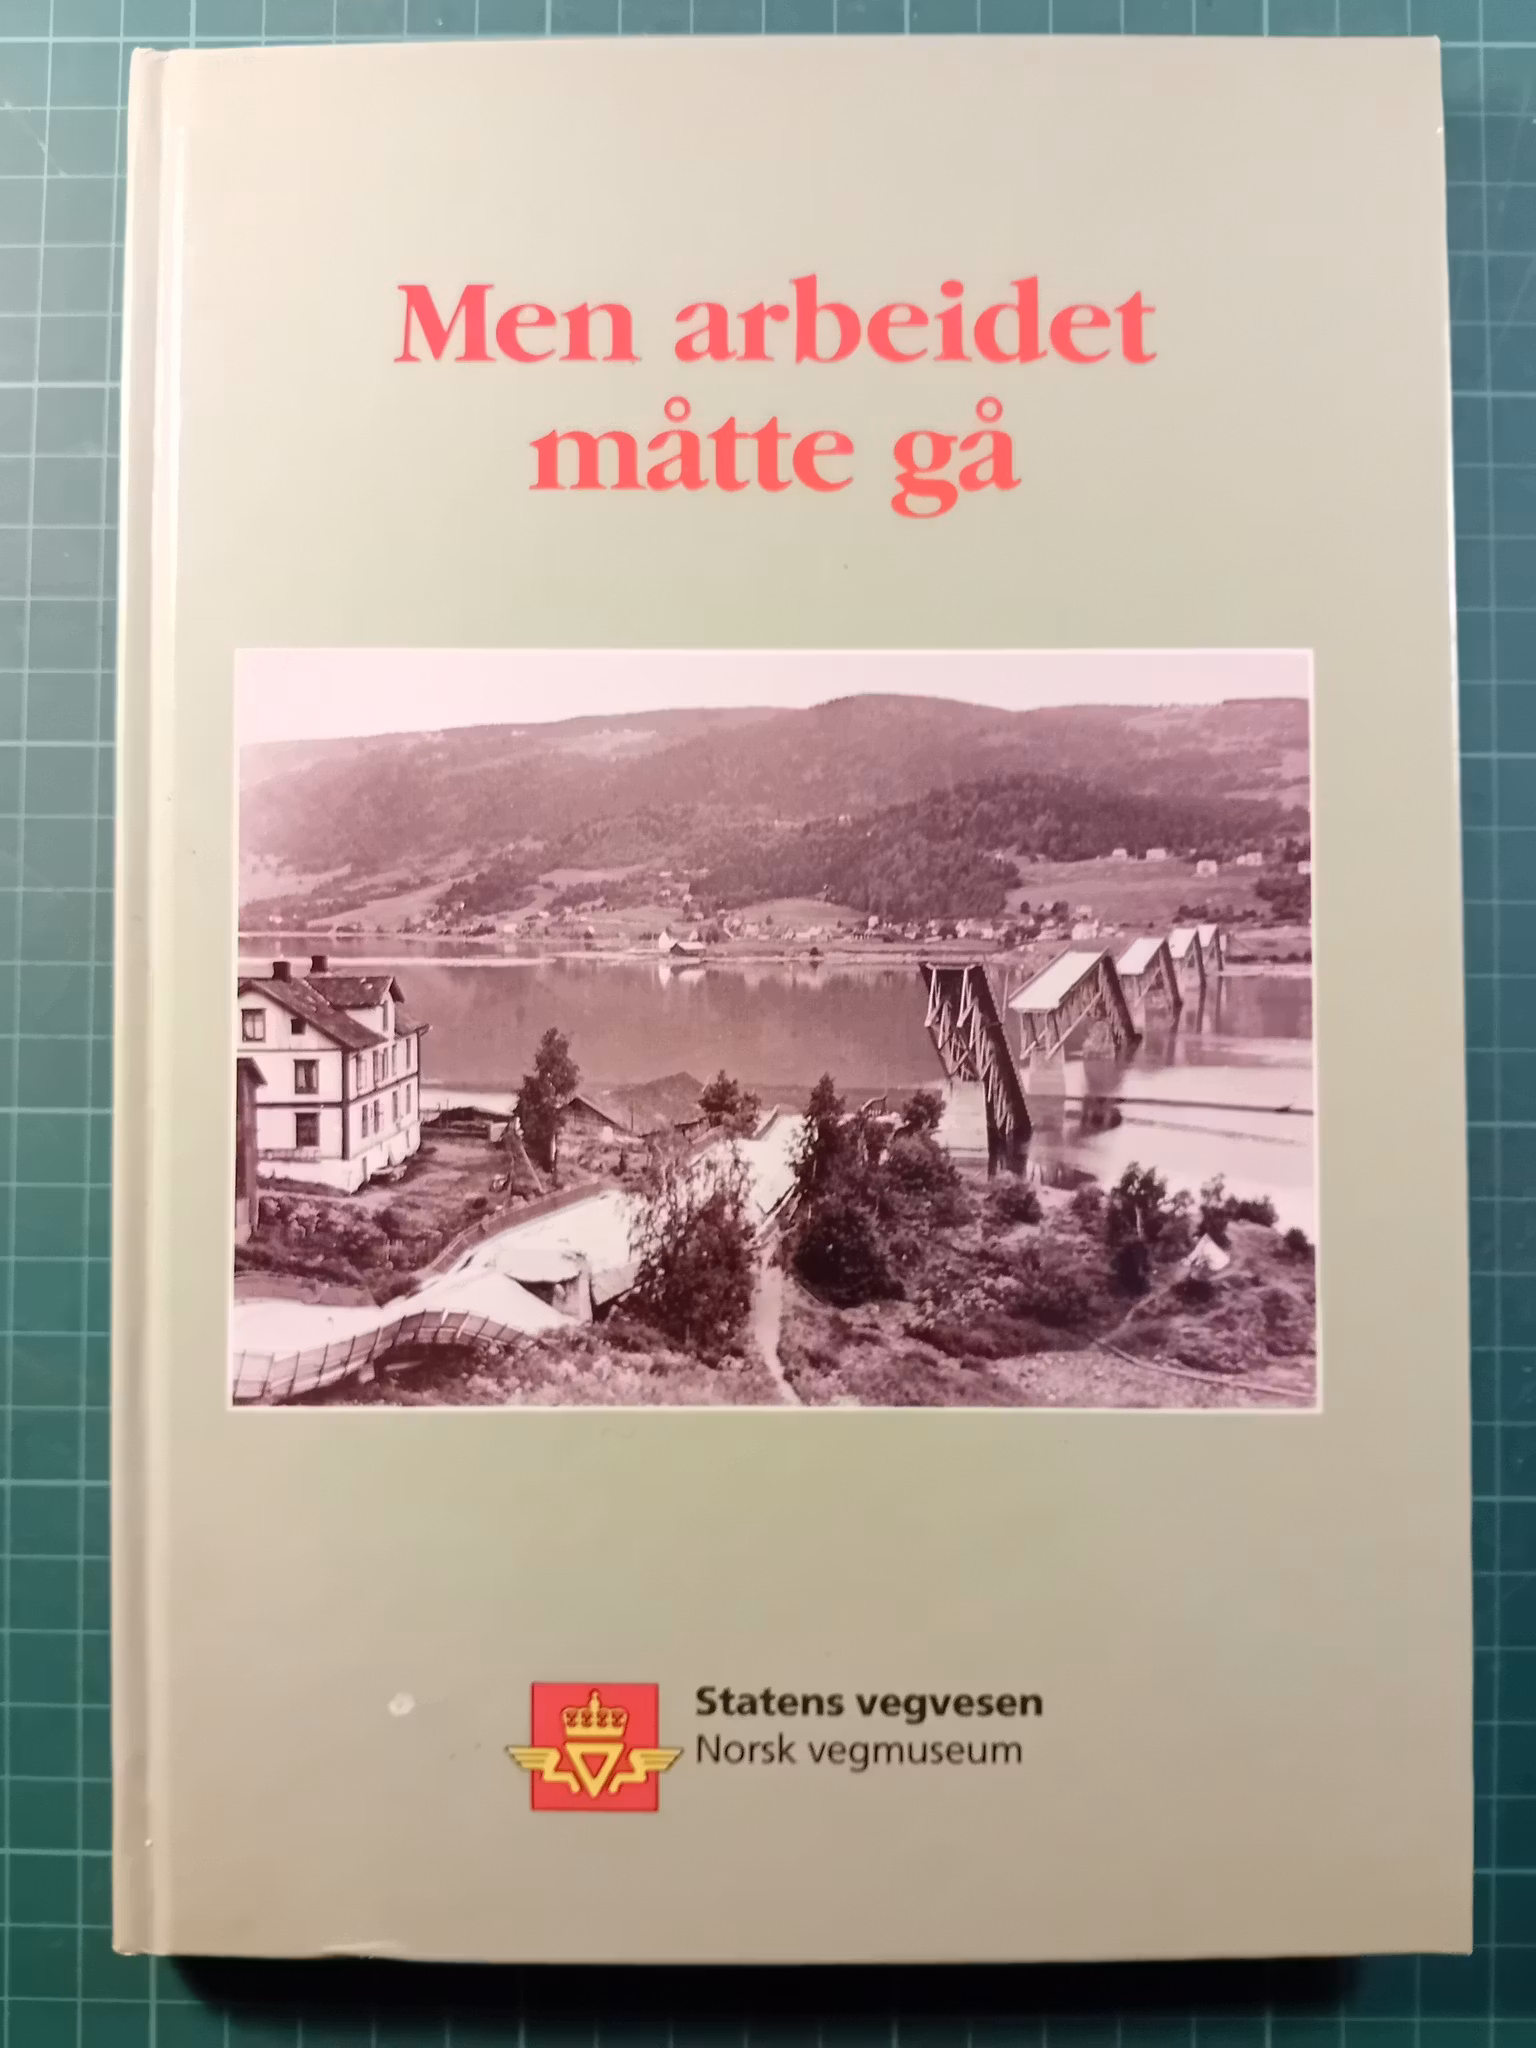 Men arbeidet
måtte gå
Statens vegvesen
Norsk vegmuseum